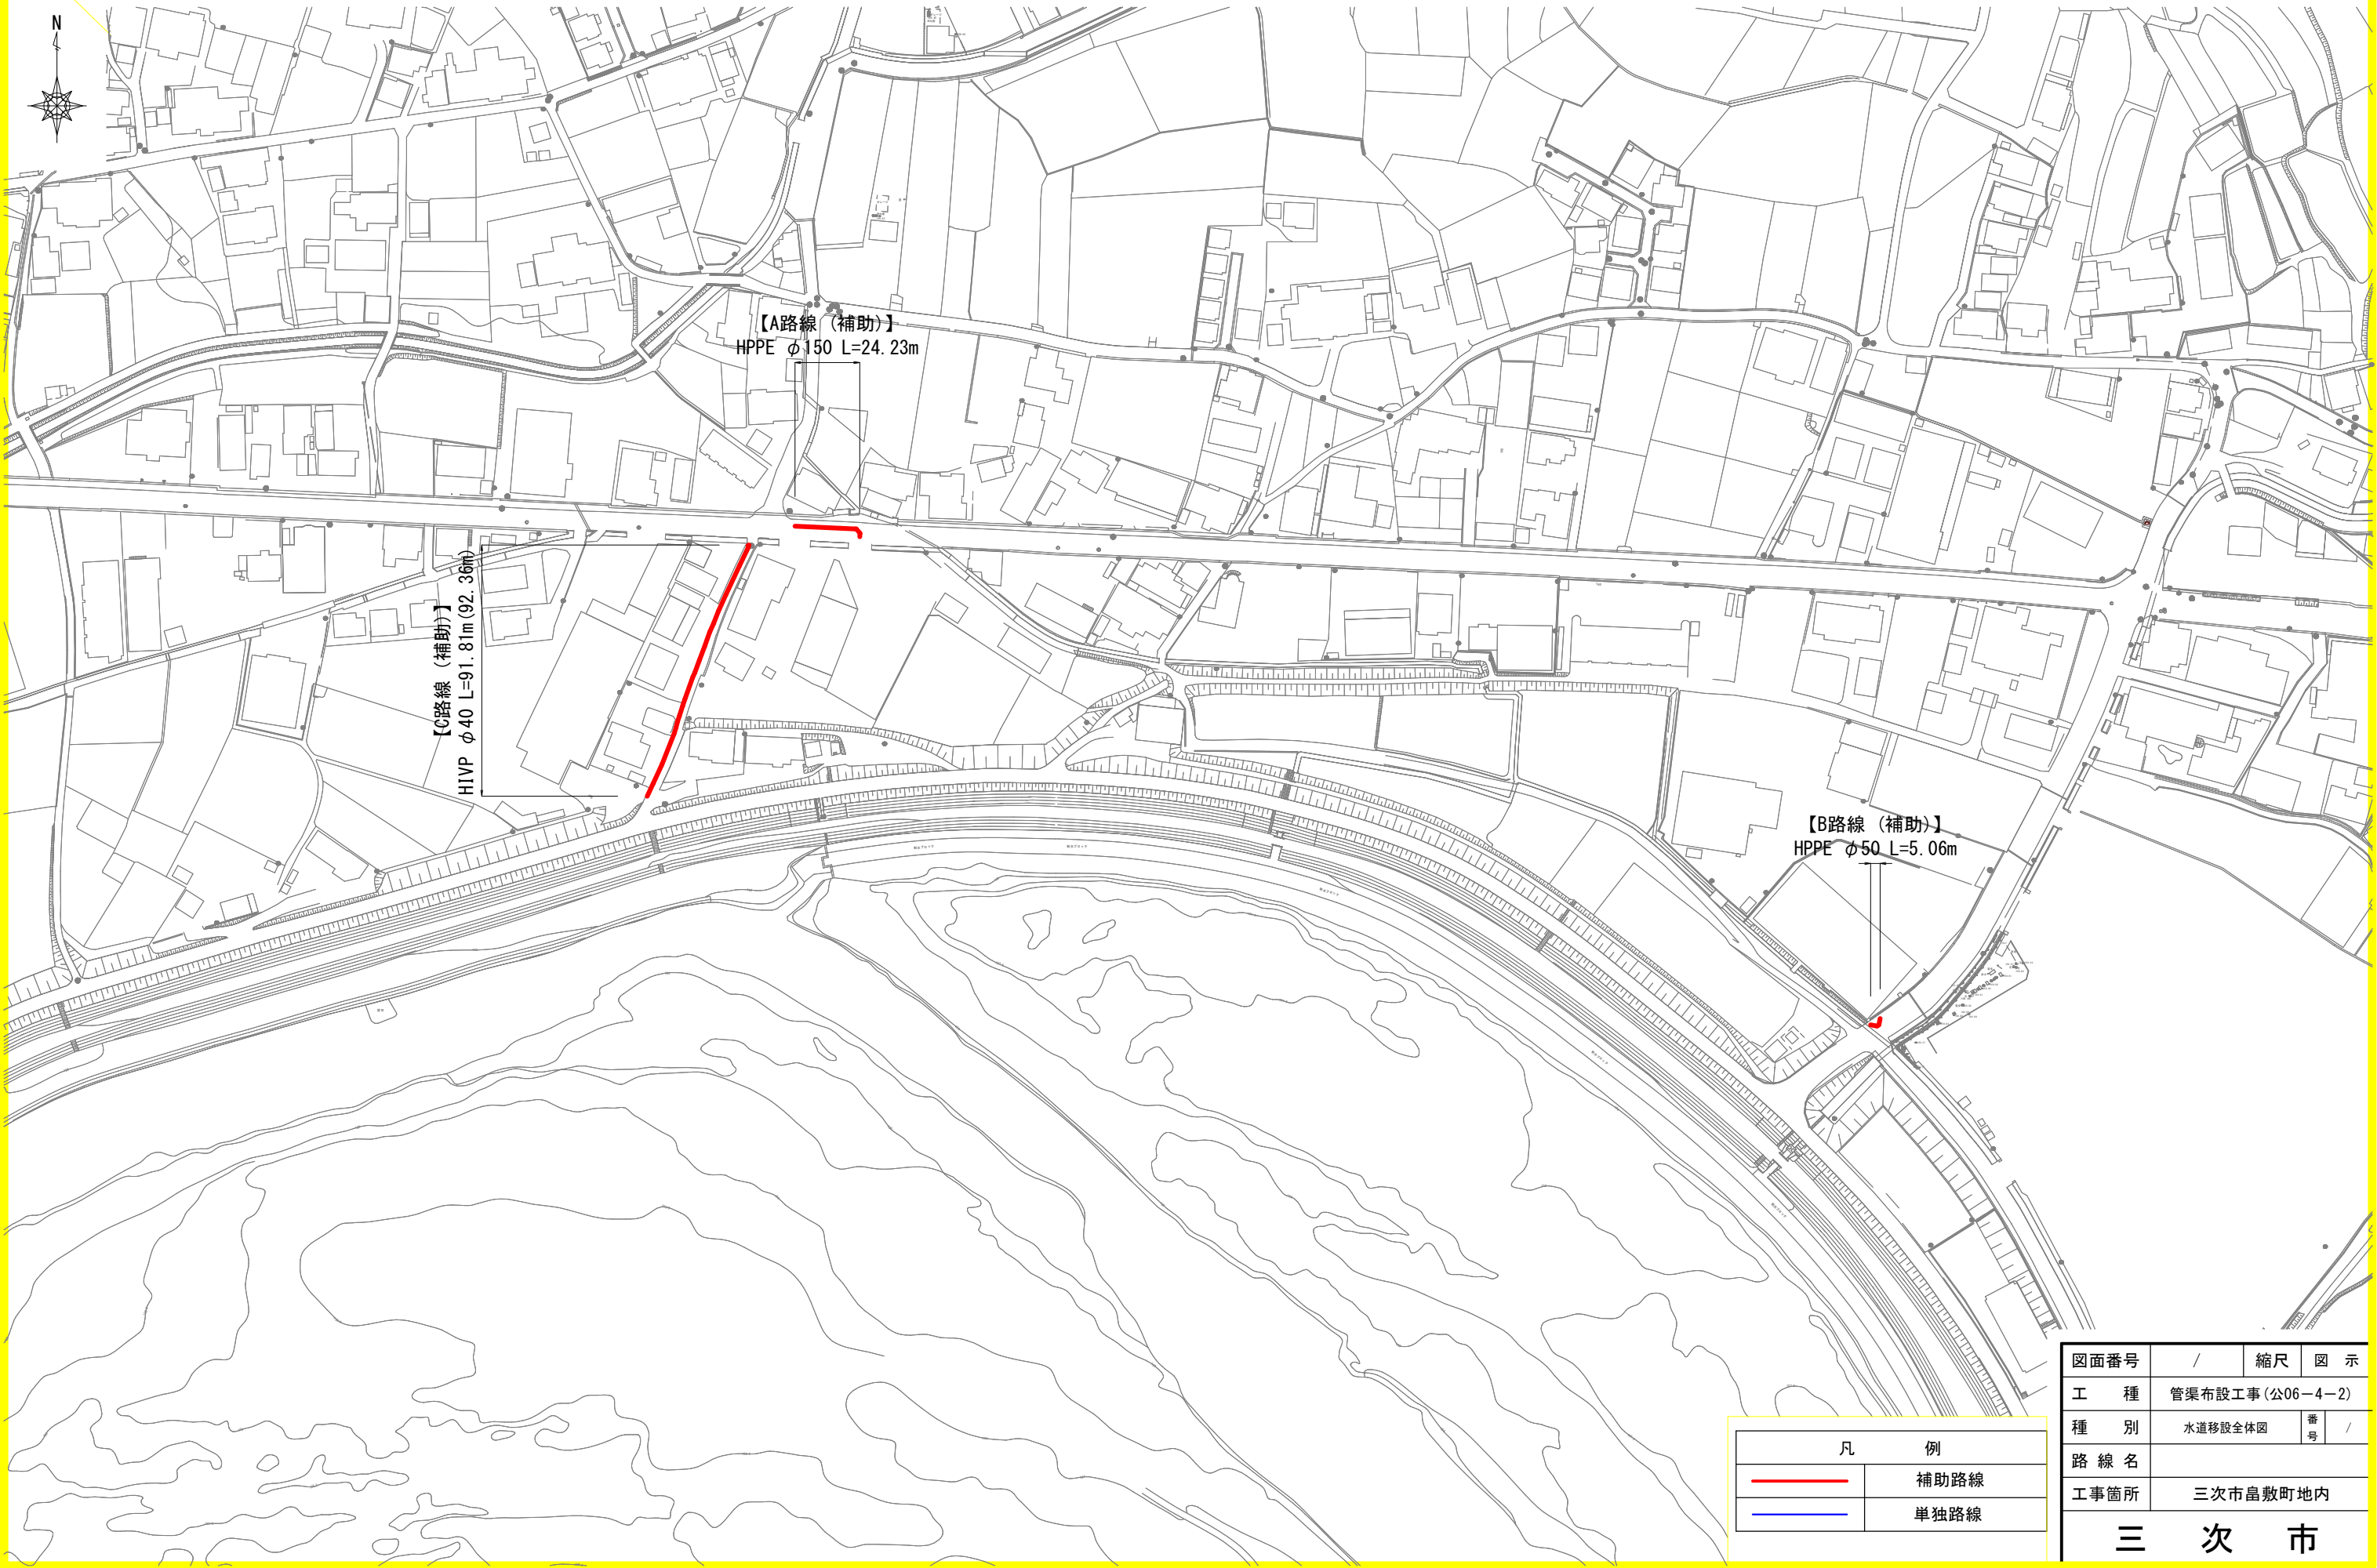 N
【A路線（補助）】
HPPE φ150 L=24.23m
【C路線（補助）】
HIVP φ40 L=91.81m(92.36m)
【B路線（補助）】
HPPE φ50 L=5.06m
凡 例
補助路線
単独路線
図面番号 / 縮尺 図 示
工 種 管渠布設工事(公06－4－2)
種 別 水道移設全体図 番号 /
路 線 名
工事箇所 三次市畠敷町地内
三 次 市